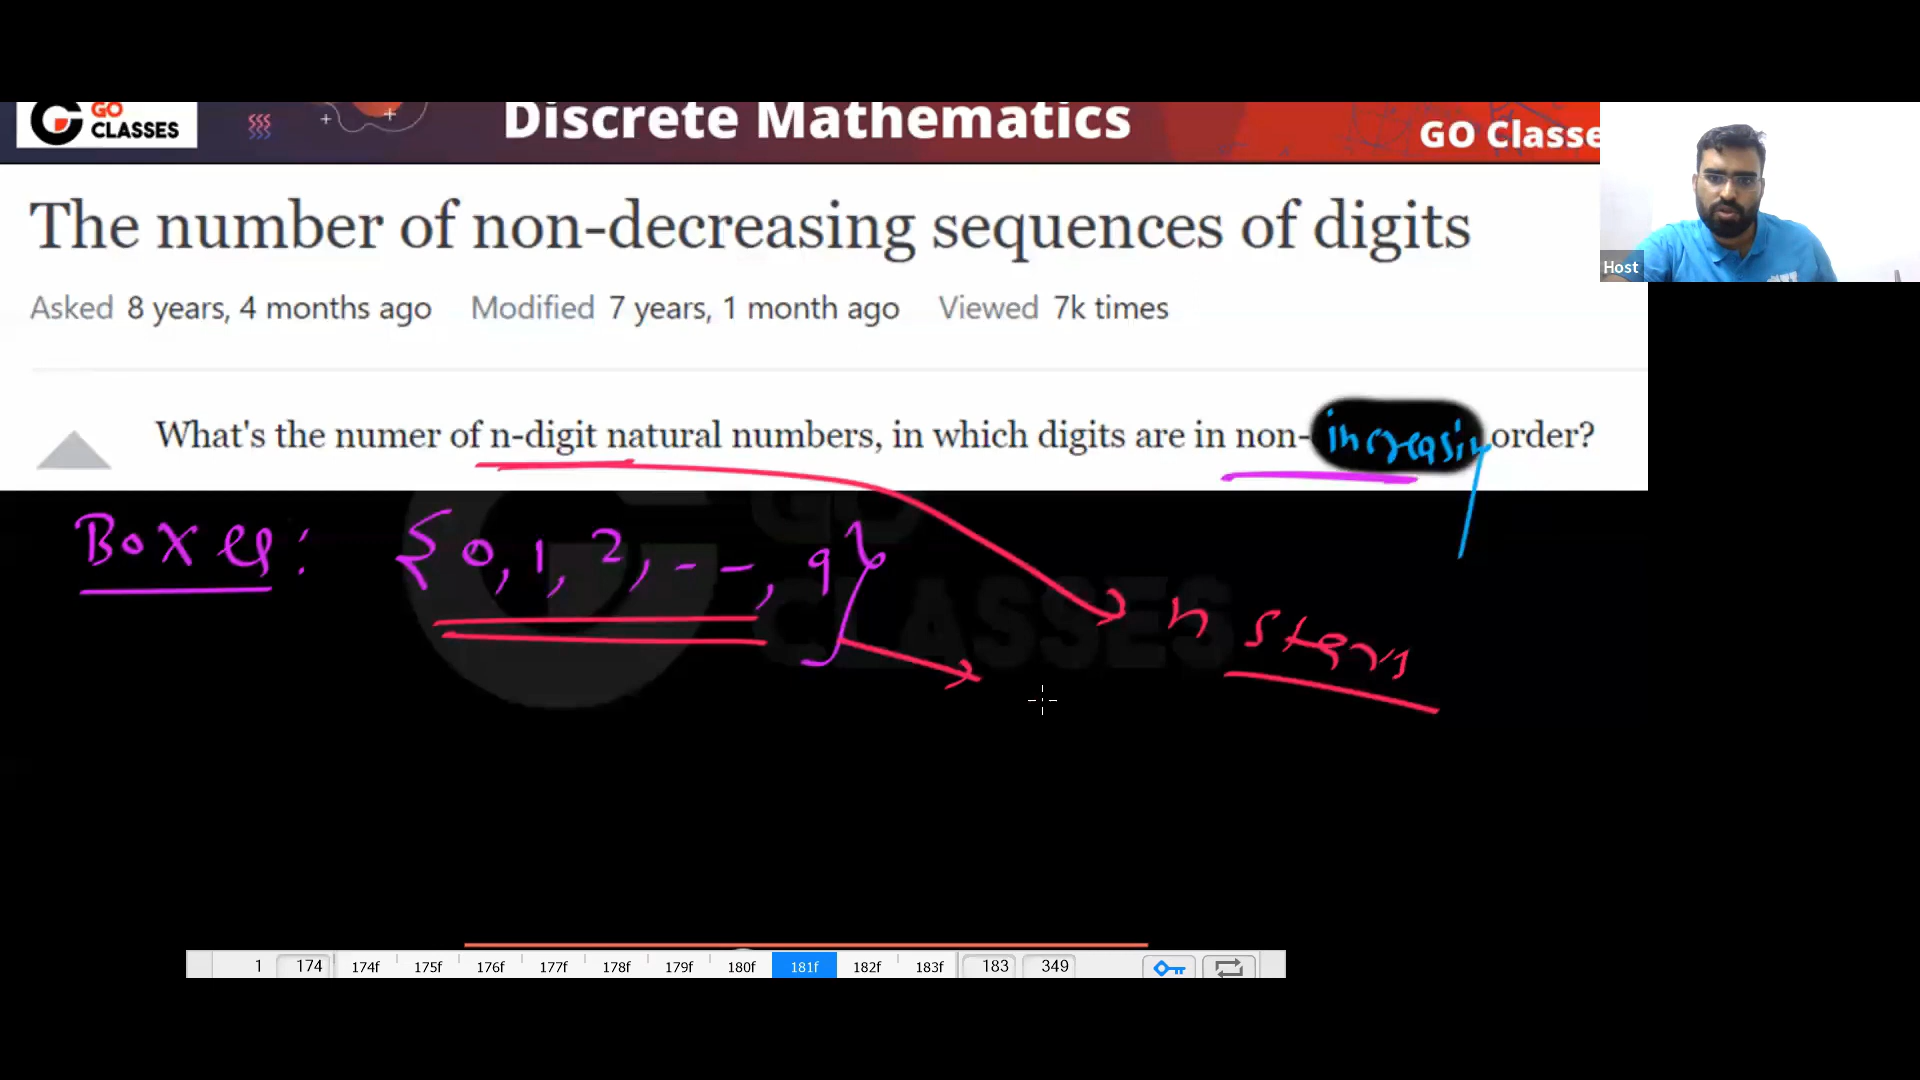 GO
CLASSES
Discrete Mathematics
GO Classe
The number of non-decreasing sequences of digits
Host
Asked 8 years, 4 months ago Modified 7 years, 1 month ago Viewed 7k times
What's the numer of n-digit natural numbers, in which digits are in non-increasing order?
Boxes: {0, 1, 2, - -, 9}
n stars
GO
CLASSES
1 174 174f 175f 176f 177f 178f 179f 180f 181f 182f 183f 183 349